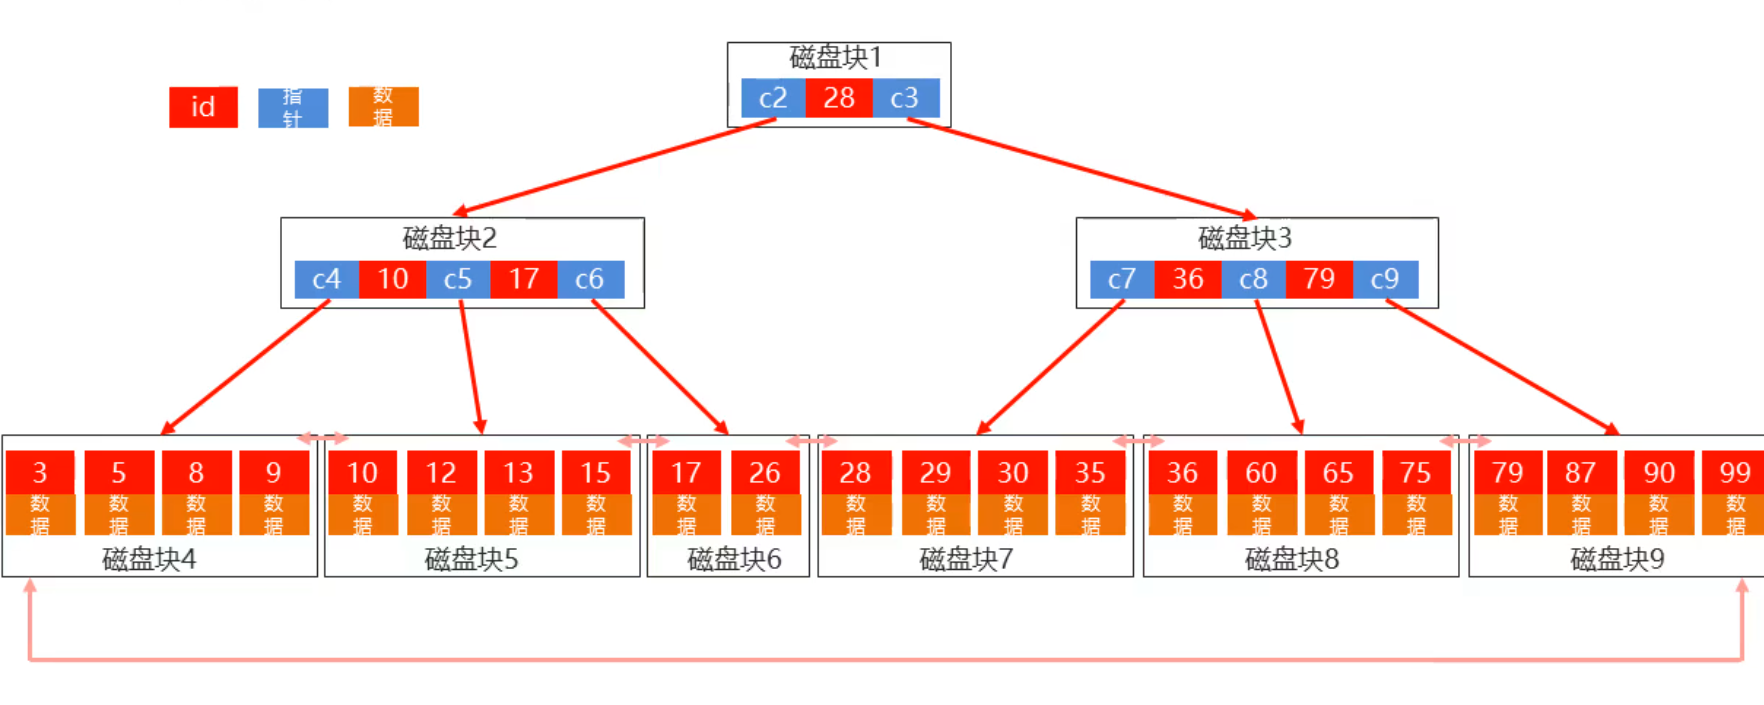 磁盘块1
c2 28 c3
id 指针 数据
磁盘块2
c4 10 c5 17 c6
磁盘块3
c7 36 c8 79 c9
3 5 8 9
数据 数据 数据 数据
磁盘块4
10 12 13 15
数据 数据 数据 数据
磁盘块5
17 26
数据 数据
磁盘块6
28 29 30 35
数据 数据 数据 数据
磁盘块7
36 60 65 75
数据 数据 数据 数据
磁盘块8
79 87 90 99
数据 数据 数据 数据
磁盘块9